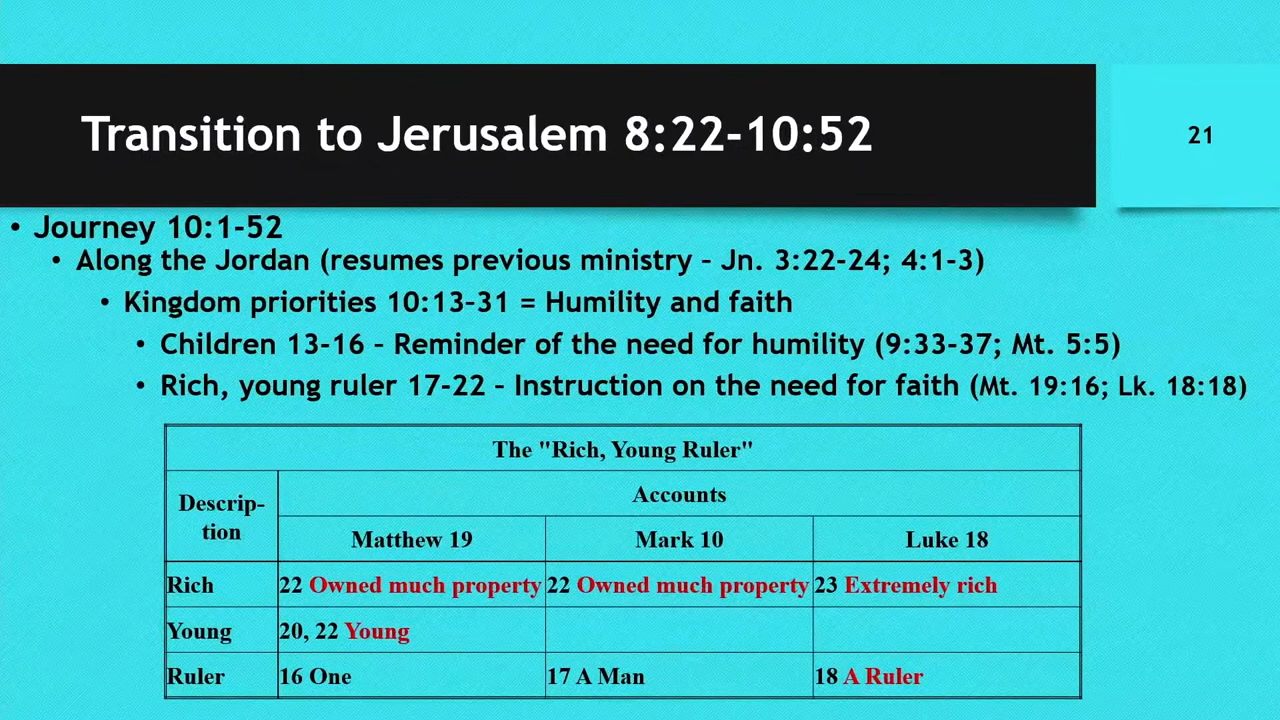 Transition to Jerusalem 8:22-10:52
21
• Journey 10:1-52
• Along the Jordan (resumes previous ministry – Jn. 3:22-24; 4:1-3)
• Kingdom priorities 10:13–31 = Humility and faith
• Children 13-16 – Reminder of the need for humility (9:33-37; Mt. 5:5)
• Rich, young ruler 17-22 – Instruction on the need for faith (Mt. 19:16; Lk. 18:18)
The "Rich, Young Ruler"
Descrip-
tion
Accounts
Matthew 19 Mark 10 Luke 18
Rich 22 Owned much property 22 Owned much property 23 Extremely rich
Young 20, 22 Young
Ruler 16 One 17 A Man 18 A Ruler